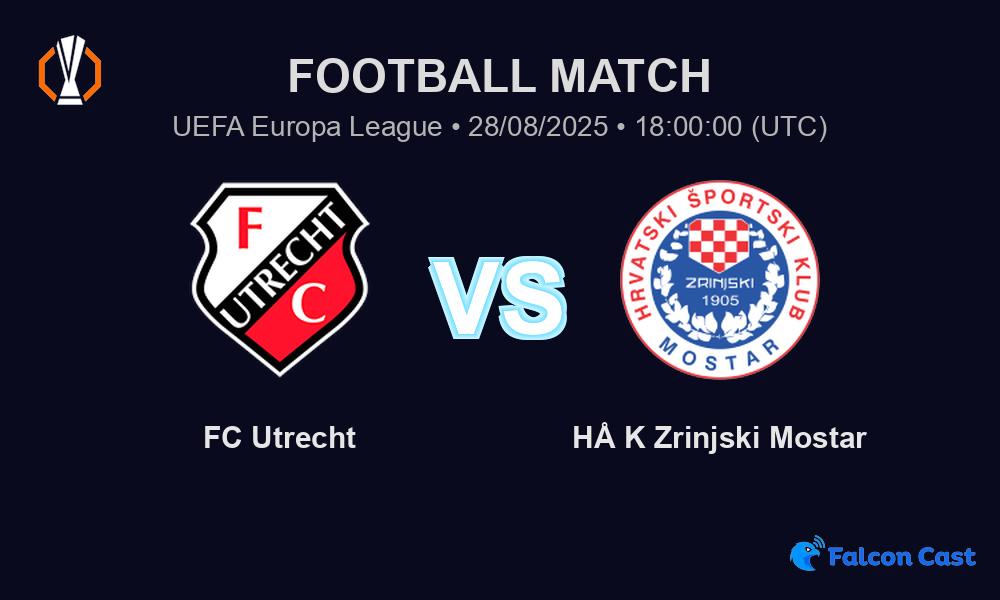 FOOTBALL MATCH
UEFA Europa League • 28/08/2025 • 18:00:00 (UTC)
F
UTRECHT
C
VS
HRVATSKI ŠPORTSKI KLUB
ZRINJSKI
1905
MOSTAR
FC Utrecht
HÅ K Zrinjski Mostar
Falcon Cast